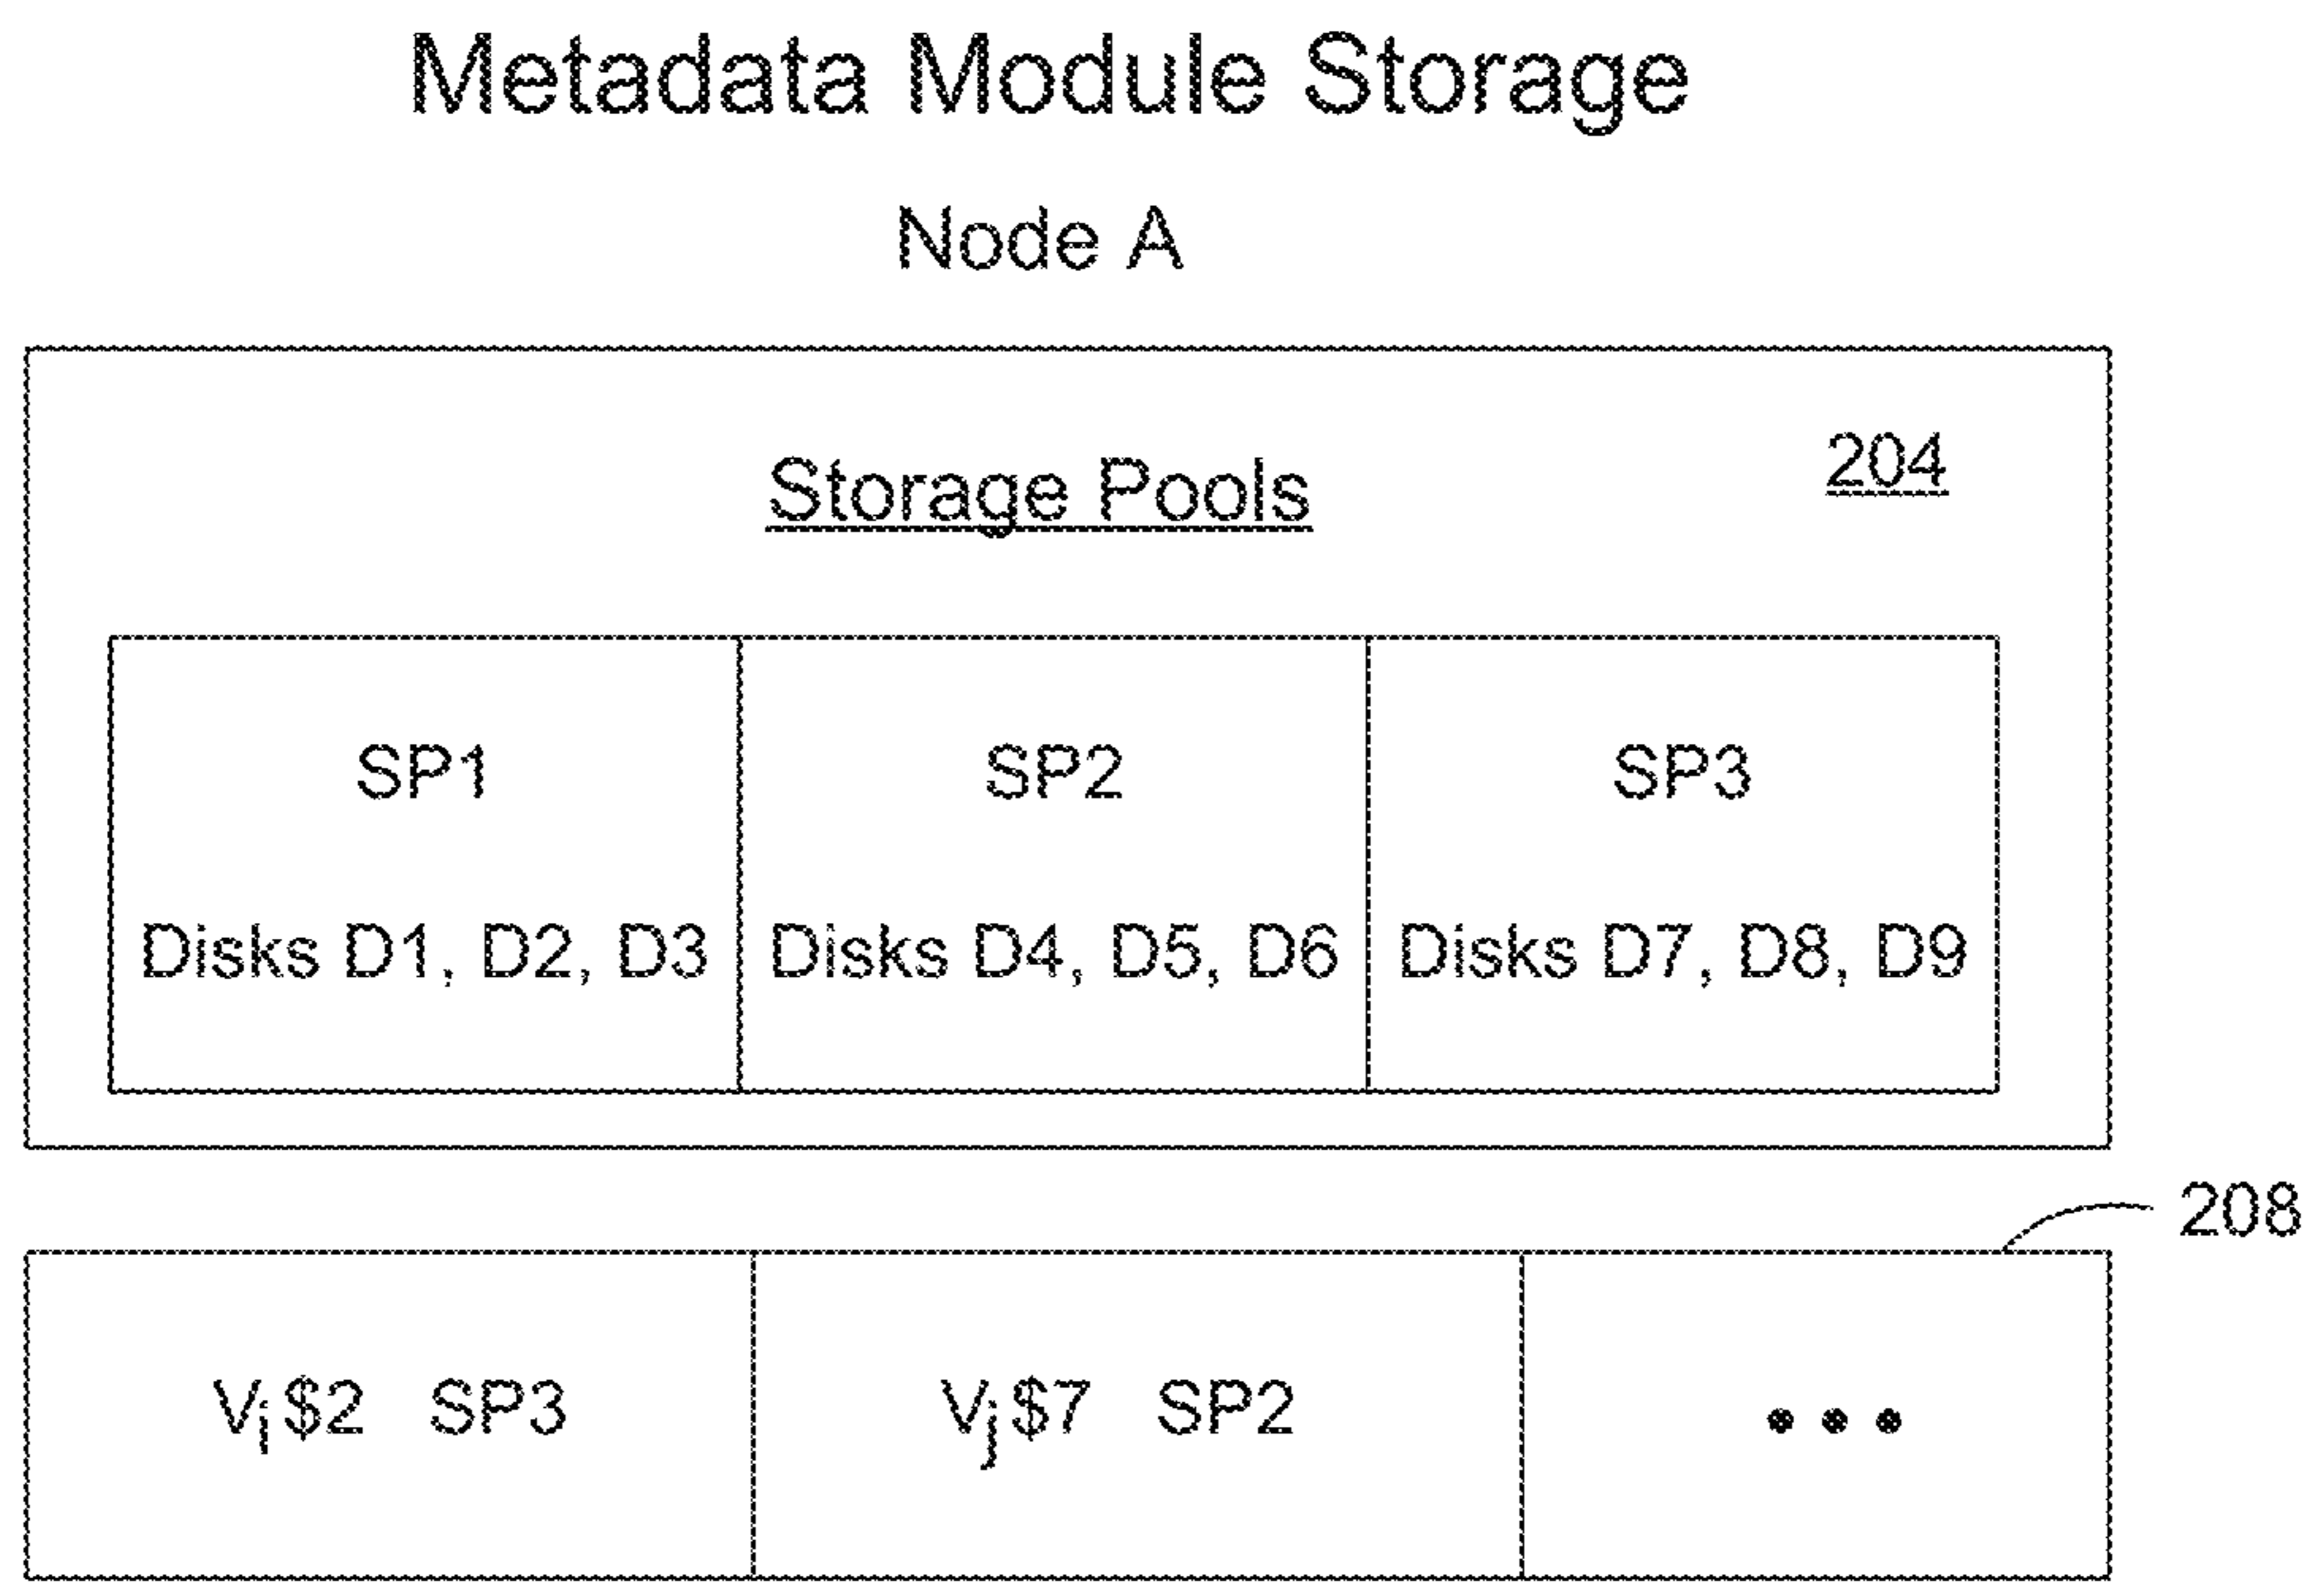 Metadata Module Storage
Node A
204
Storage Pools
SP1 SP2 SP3
Disks D1, D2, D3 Disks D4, D5, D6 Disks D7, D8, D9
208
Vi$2 SP3 Vj$7 SP2 •••